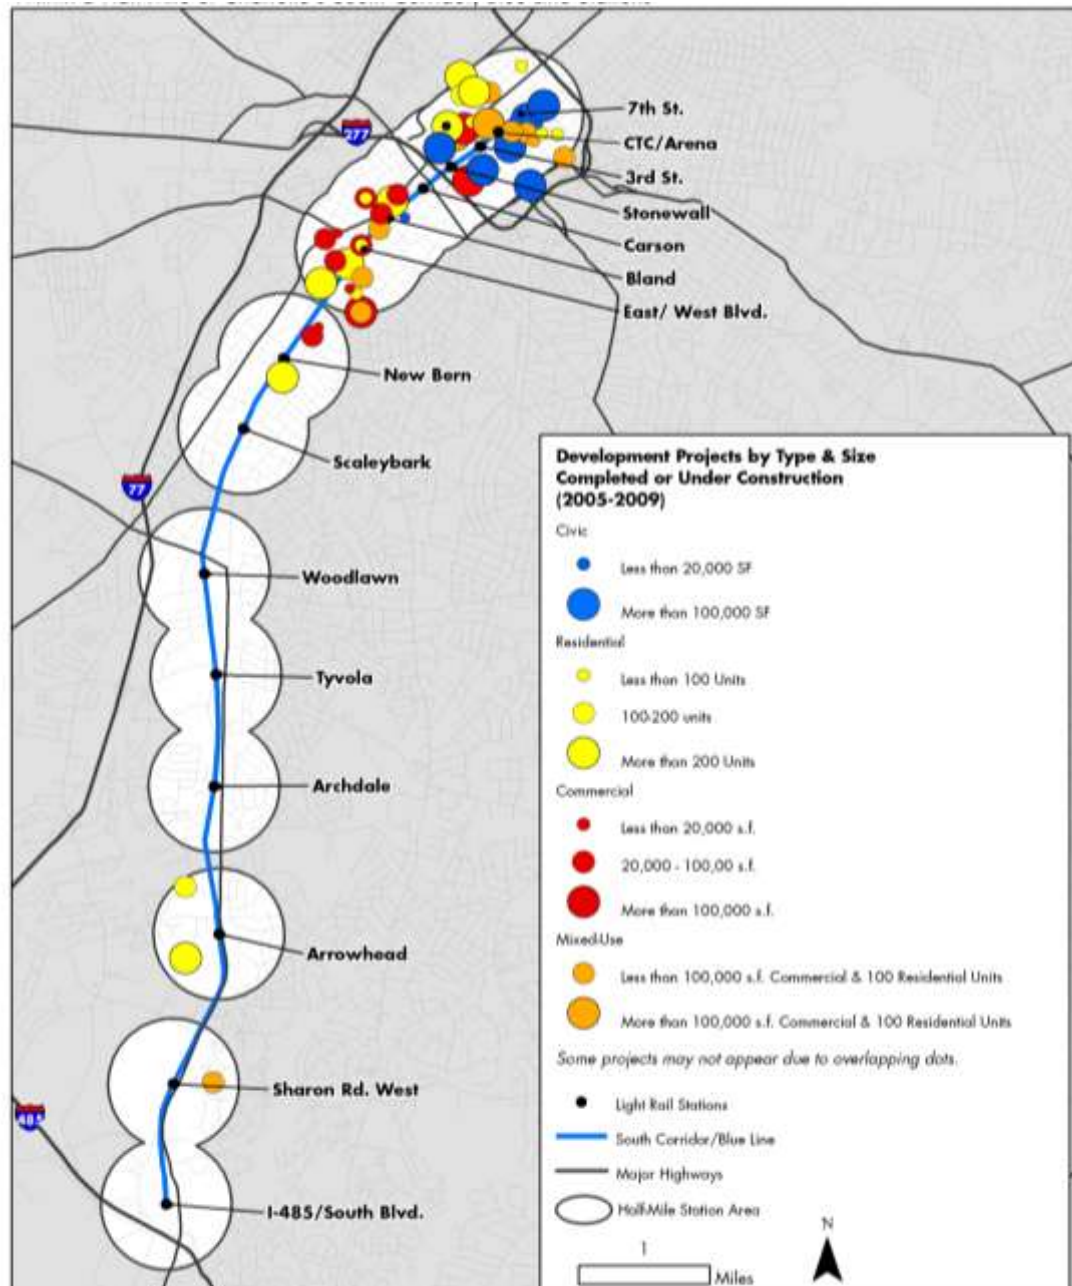 277
7th St.
CTC/Arena
3rd St.
Stonewall
Carson
Bland
East/ West Blvd.
New Bern
Scaleybark
77
Woodlawn
Tyvola
Archdale
Arrowhead
Sharon Rd. West
485
I-485/South Blvd.
Development Projects by Type & Size
Completed or Under Construction
(2005-2009)
Civic
Less than 20,000 SF
More than 100,000 SF
Residential
Less than 100 Units
100-200 units
More than 200 Units
Commercial
Less than 20,000 s.f.
20,000 - 100,00 s.f.
More than 100,000 s.f.
Mixed-Use
Less than 100,000 s.f. Commercial & 100 Residential Units
More than 100,000 s.f. Commercial & 100 Residential Units
Some projects may not appear due to overlapping dots.
Light Rail Stations
South Corridor/Blue Line
Major Highways
Half-Mile Station Area
N
1
Miles